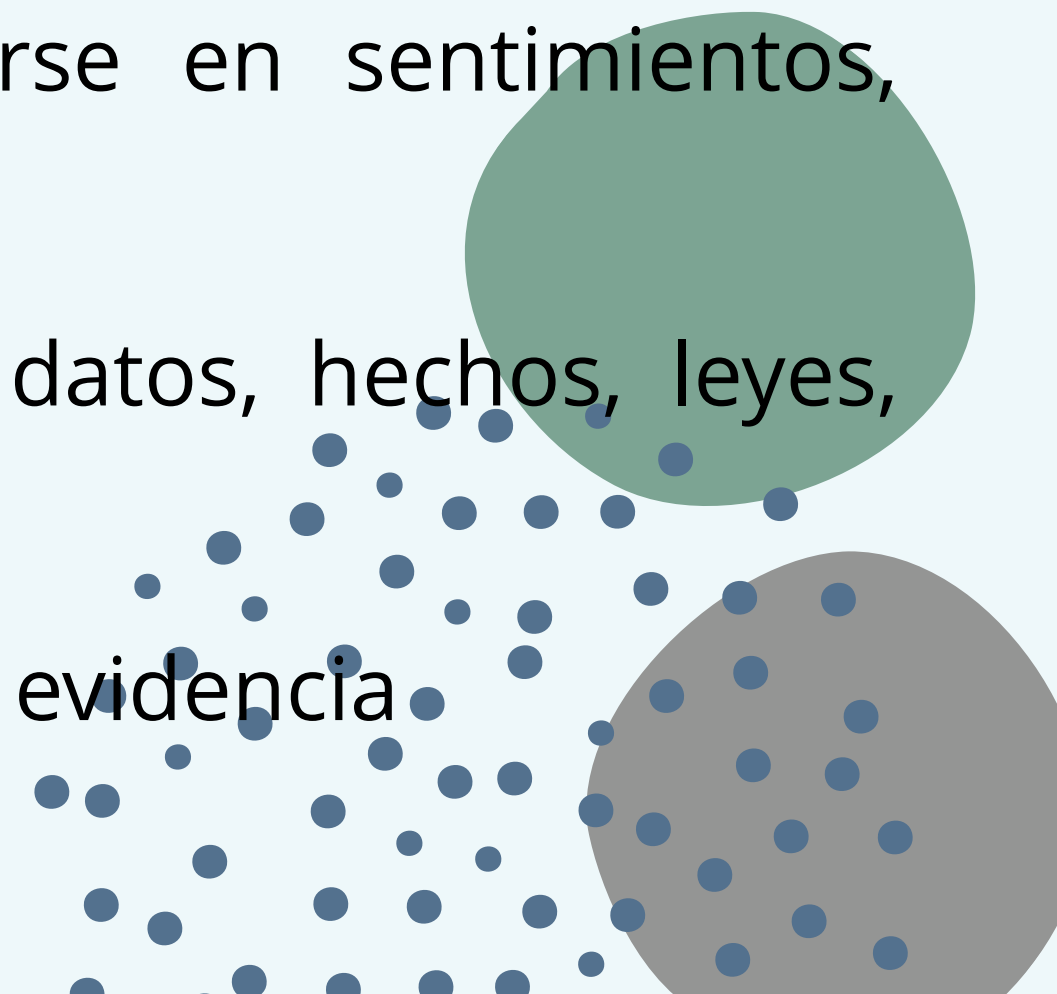 rse en sentimientos,
datos, hechos, leyes,
evidencia